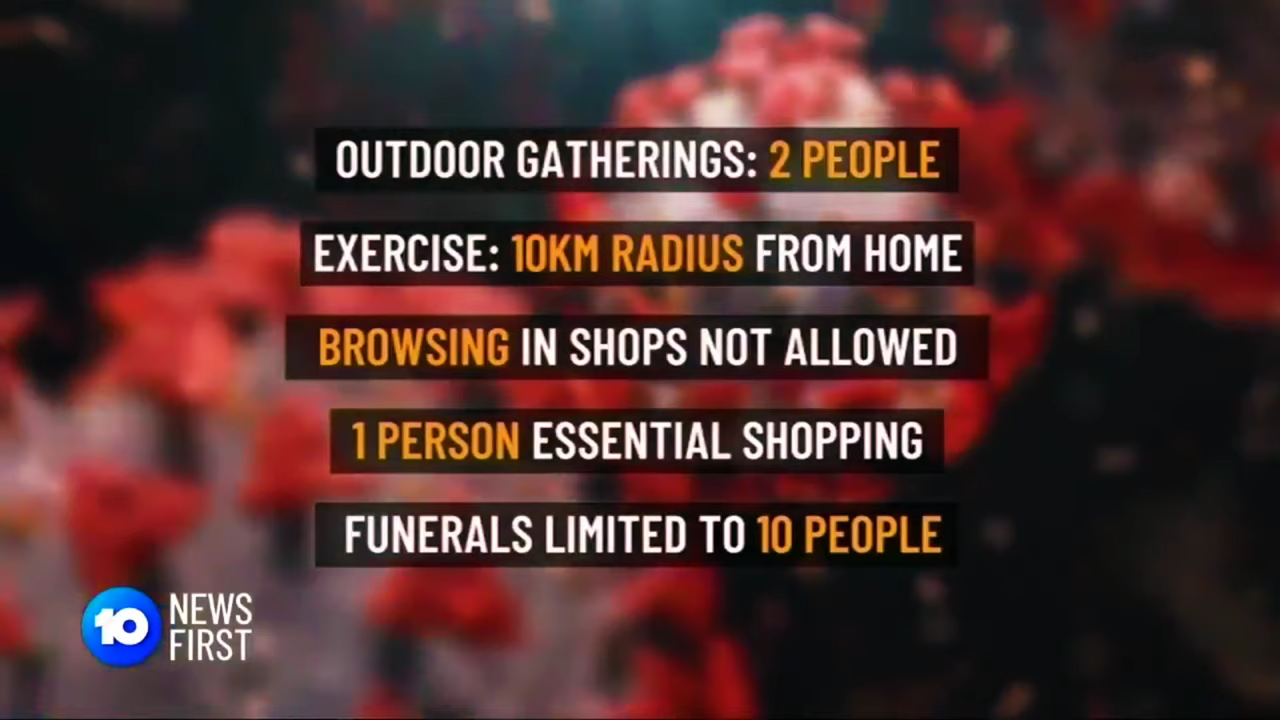 OUTDOOR GATHERINGS: 2 PEOPLE
EXERCISE: 10KM RADIUS FROM HOME
BROWSING IN SHOPS NOT ALLOWED
1 PERSON ESSENTIAL SHOPPING
FUNERALS LIMITED TO 10 PEOPLE
10 NEWS
FIRST